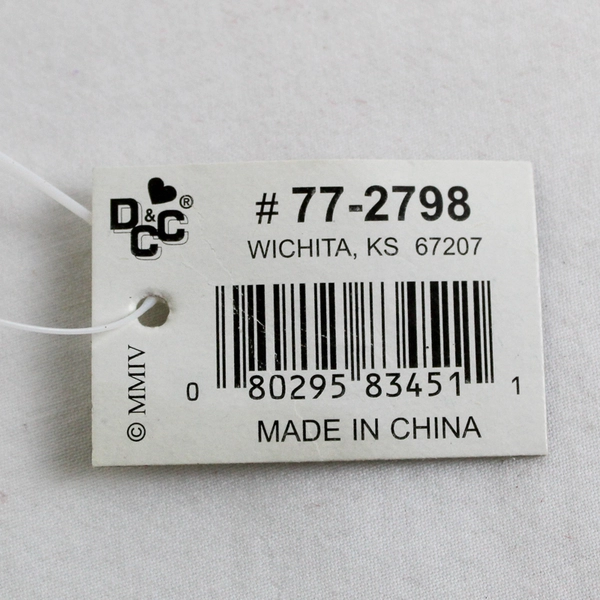 D&CC®
# 77-2798
WICHITA, KS 67207
0 80295 83451 1
© MMIV
MADE IN CHINA